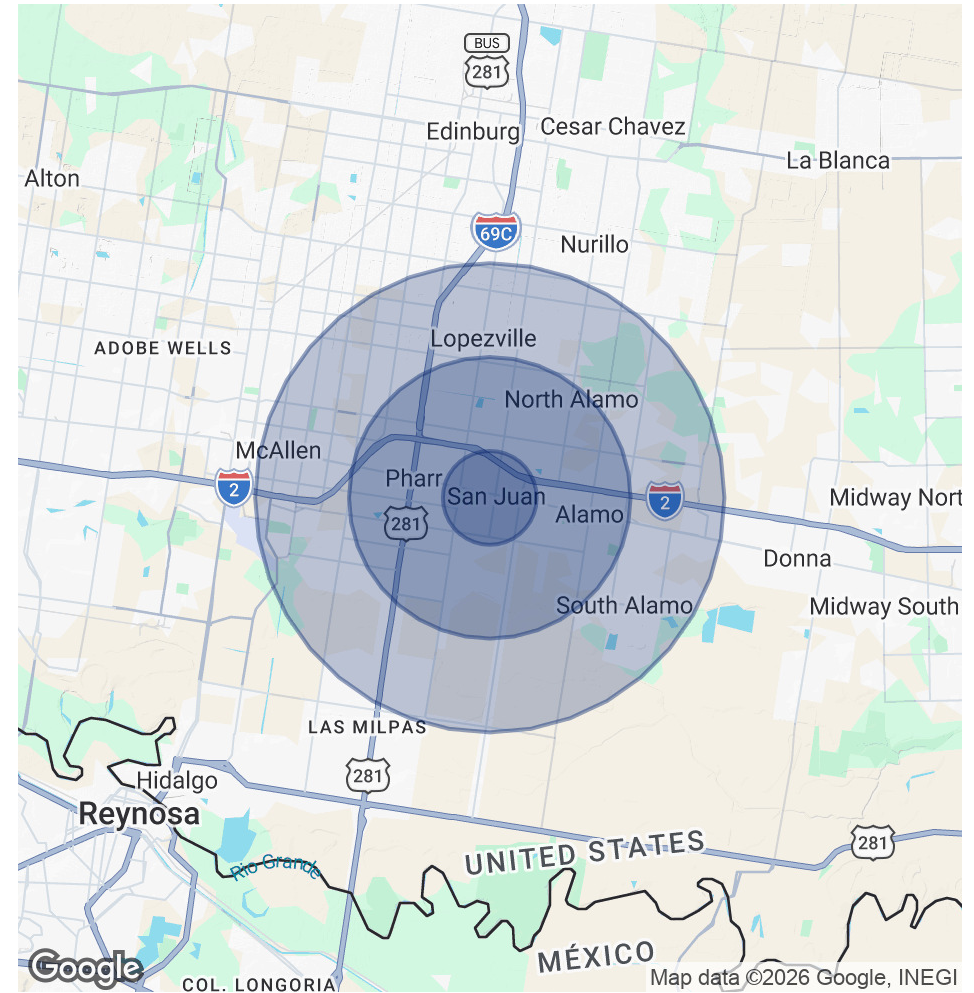 BUS
281
Edinburg
Cesar Chavez
La Blanca
Alton
69C
Nurillo
Lopezville
ADOBE WELLS
North Alamo
McAllen
Pharr
2
San Juan
2
Midway Nort
281
Alamo
Donna
South Alamo
Midway South
LAS MILPAS
281
Hidalgo
Reynosa
UNITED STATES
281
Rio Grande
MÉXICO
Google
COL. LONGORIA
Map data ©2026 Google, INEGI